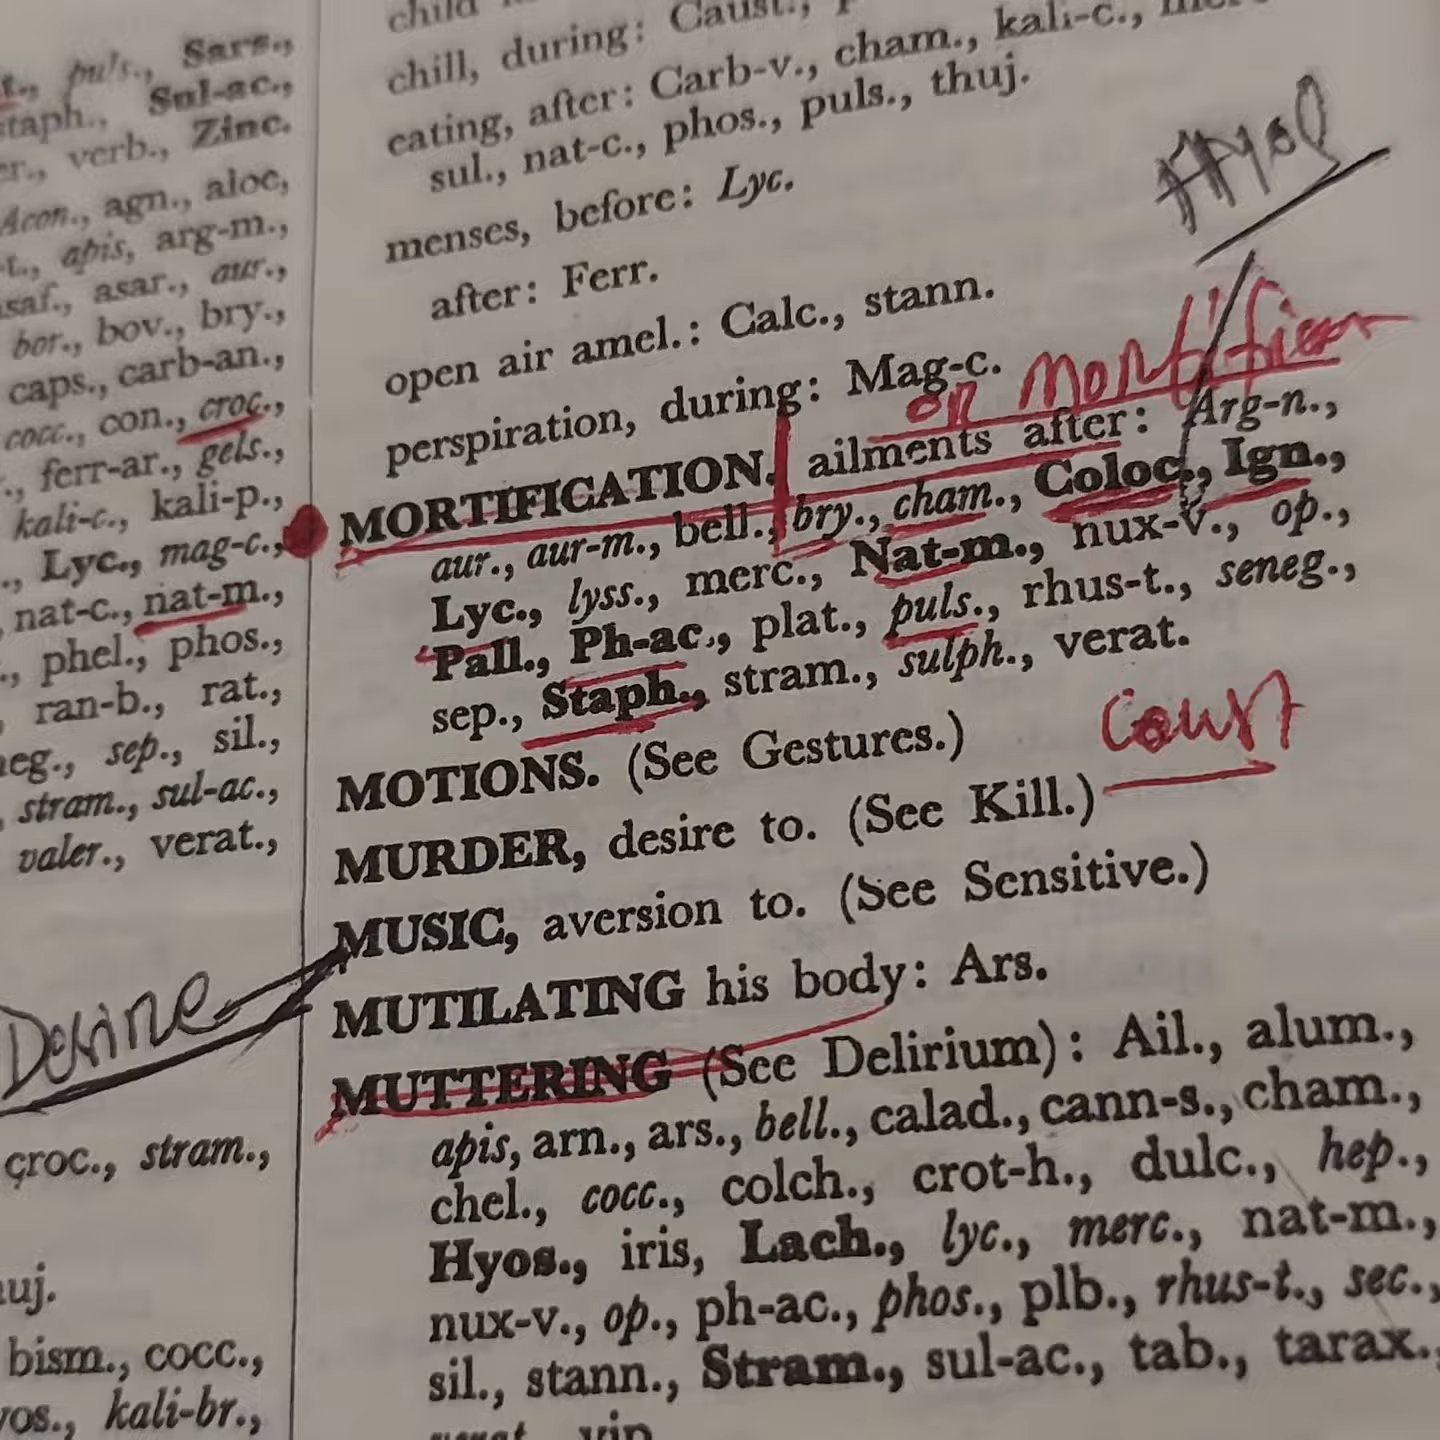 puls., Sars.,
staph., Sul-ac.,
verb., Zinc.
Acon., agn., aloe,
apis, arg-m.,
asar., aur.,
bor., bov., bry.,
caps., carb-an.,
cocc., con., croc.,
ferr-ar., gels.,
kali-c., kali-p.,
Lyc., mag-c.,
nat-c., nat-m.,
phel., phos.,
ran-b., rat.,
sep., sil.,
stram., sul-ac.,
valer., verat.,
Desire
croc., stram.,
bism., cocc.,
kali-br.,
child
chill, during: Caust.,
eating, after: Carb-v., cham., kali-c.,
sul., nat-c., phos., puls., thuj.
menses, before: Lyc.
after: Ferr.
open air amel.: Calc., stann.
perspiration, during: Mag-c.
or
MORTIFICATION, ailments after: Arg-n.,
aur., aur-m., bell., bry., cham., Coloc., Ign.,
Lyc., lyss., merc., Nat-m., nux-v., op.,
Pall., Ph-ac., plat., puls., rhus-t., seneg.,
sep., Staph., stram., sulph., verat.
Caust
MOTIONS. (See Gestures.)
MURDER, desire to. (See Kill.)
MUSIC, aversion to. (See Sensitive.)
MUTILATING his body: Ars.
MUTTERING (See Delirium): Ail., alum.,
apis, arn., ars., bell., calad., cann-s., cham.,
chel., cocc., colch., crot-h., dulc., hep.,
Hyos., iris, Lach., lyc., merc., nat-m.,
nux-v., op., ph-ac., phos., plb., rhus-t., sec.,
sil., stann., Stram., sul-ac., tab., tarax.,